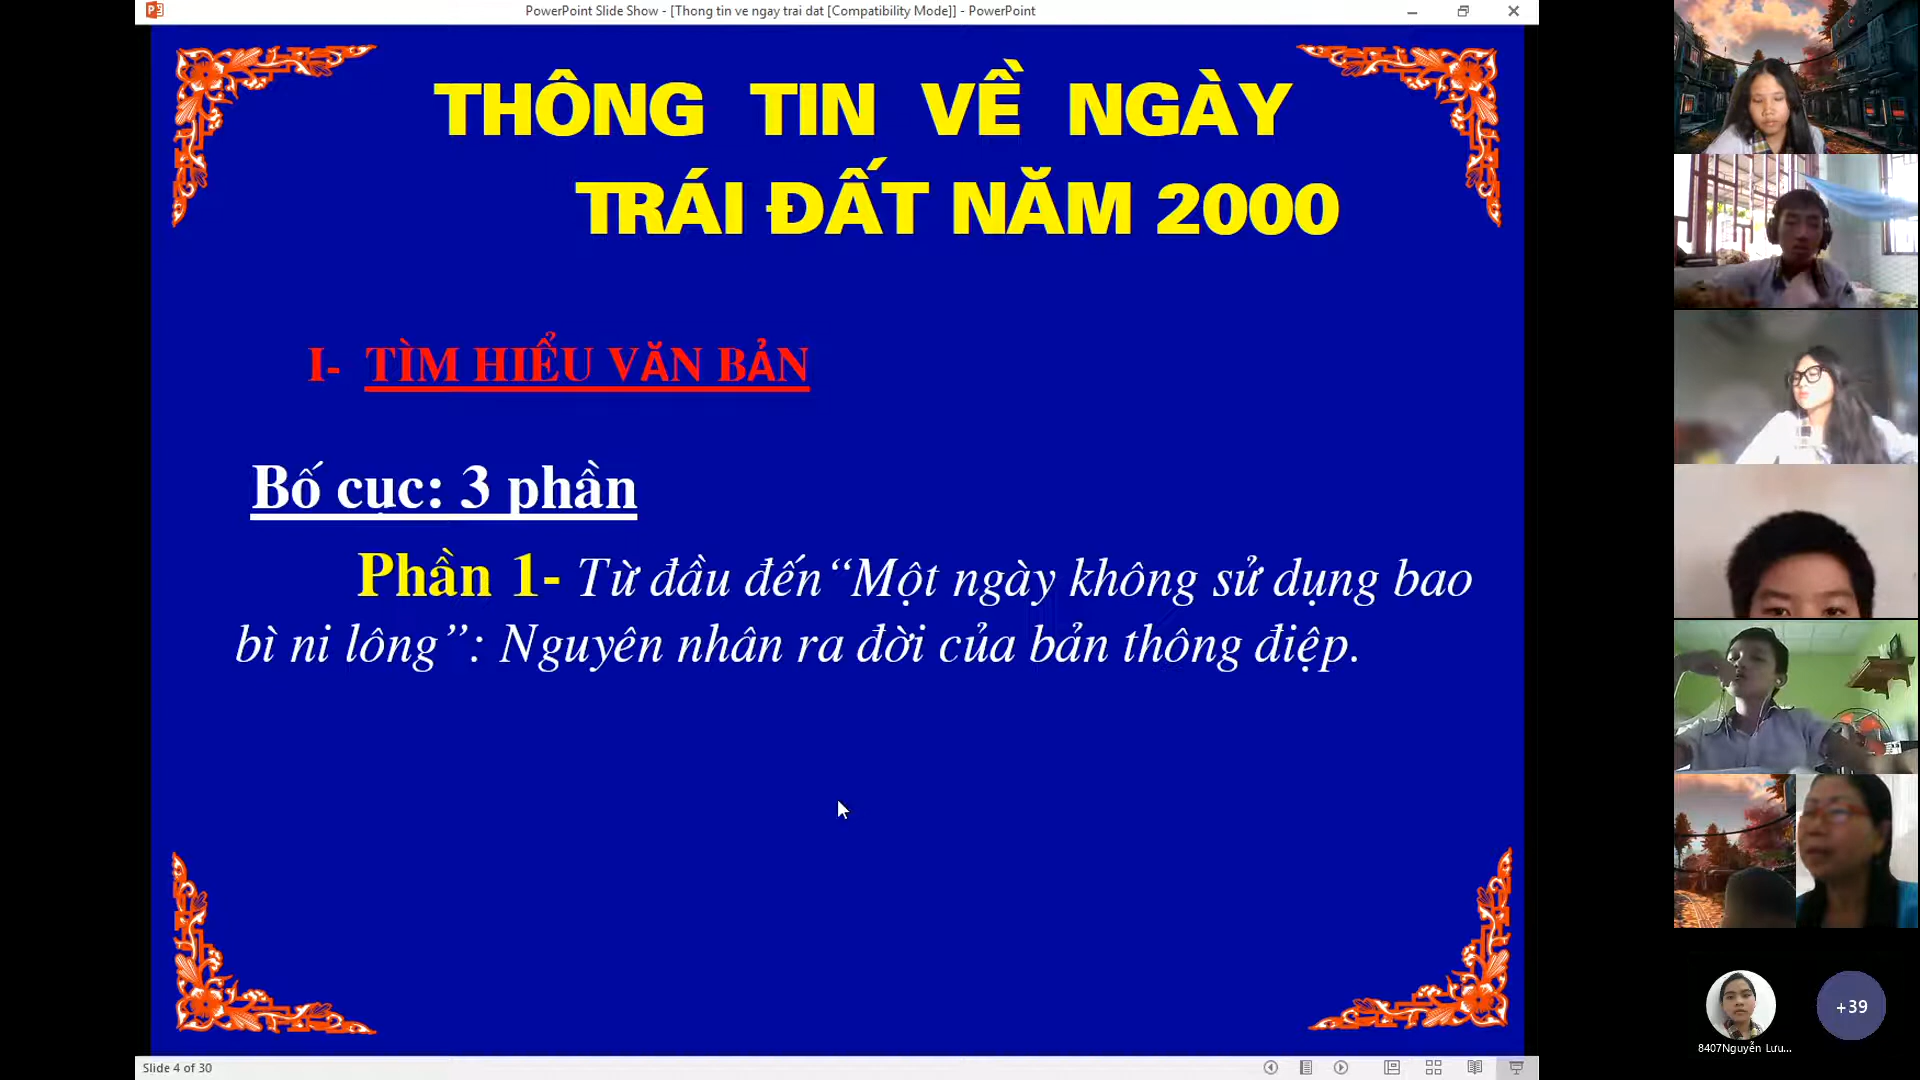 PowerPoint Slide Show - [Thong tin ve ngay trai dat [Compatibility Mode]] - PowerPoint
THÔNG TIN VỀ NGÀY
TRÁI ĐẤT NĂM 2000
I- TÌM HIỂU VĂN BẢN
Bố cục: 3 phần
Phần 1- Từ đầu đến“Một ngày không sử dụng bao
bì ni lông”: Nguyên nhân ra đời của bản thông điệp.
+39
8407Nguyễn Lưu...
Slide 4 of 30